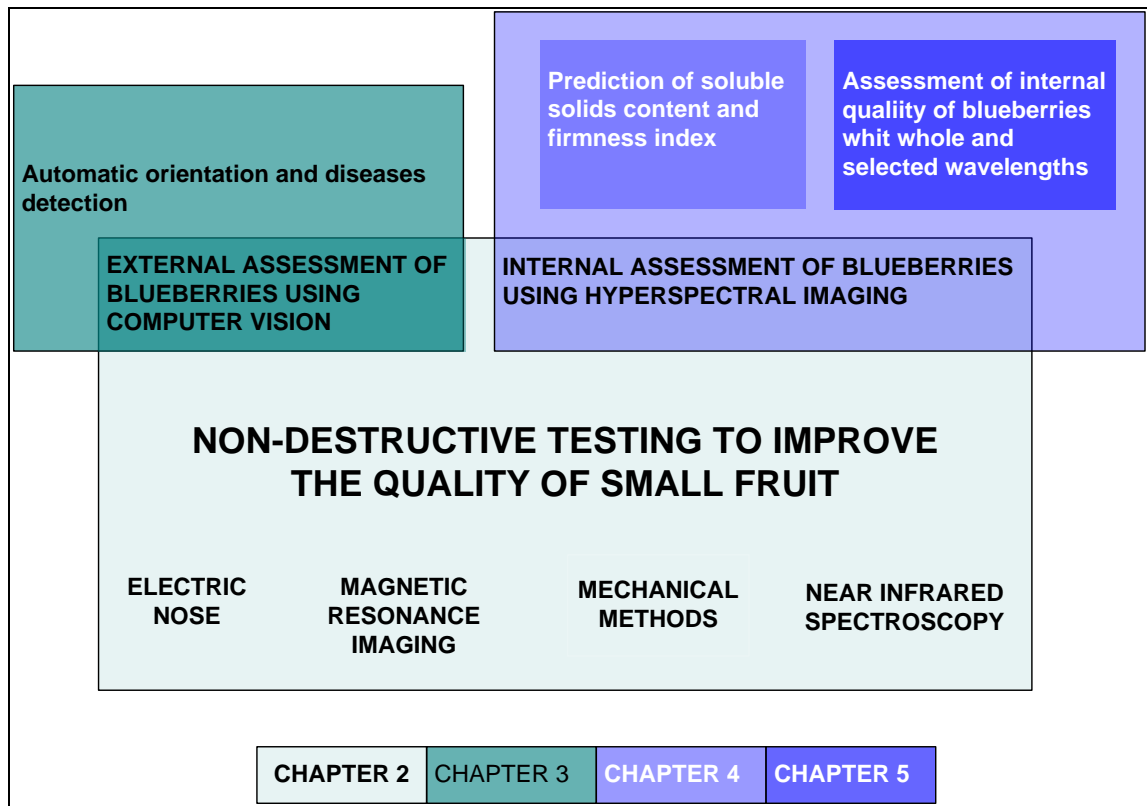 Prediction of soluble
solids content and
firmness index
Assessment of internal
qualiity of blueberries
whit whole and
selected wavelengths
Automatic orientation and diseases
detection
EXTERNAL ASSESSMENT OF
BLUEBERRIES USING
COMPUTER VISION
INTERNAL ASSESSMENT OF BLUEBERRIES
USING HYPERSPECTRAL IMAGING
NON-DESTRUCTIVE TESTING TO IMPROVE
THE QUALITY OF SMALL FRUIT
ELECTRIC
NOSE
MAGNETIC
RESONANCE
IMAGING
MECHANICAL
METHODS
NEAR INFRARED
SPECTROSCOPY
CHAPTER 2
CHAPTER 3
CHAPTER 4
CHAPTER 5